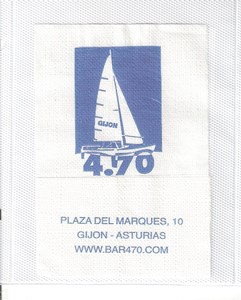 GIJON
4.70
PLAZA DEL MARQUES, 10
GIJON - ASTURIAS
WWW.BAR470.COM